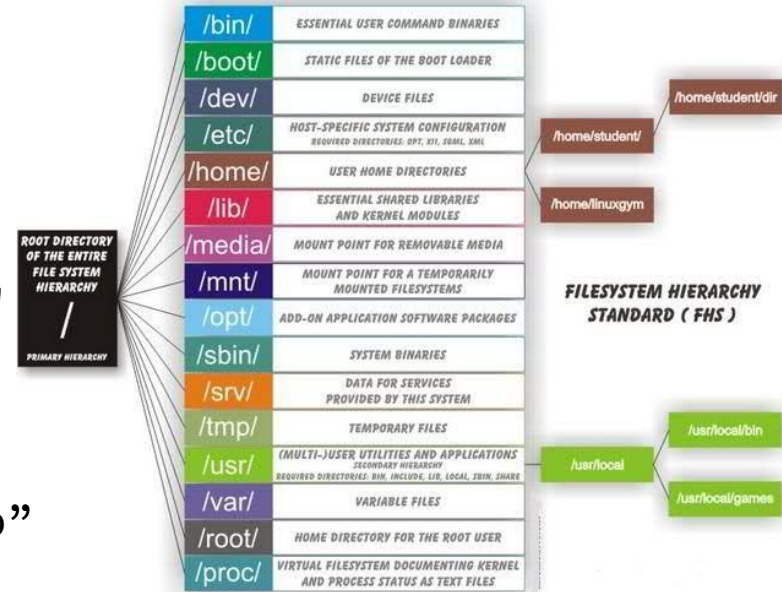 ROOT DIRECTORY
OF THE ENTIRE
FILE SYSTEM
HIERARCHY
/
PRIMARY HIERARCHY
/bin/
ESSENTIAL USER COMMAND BINARIES
/boot/
STATIC FILES OF THE BOOT LOADER
/dev/
DEVICE FILES
/etc/
HOST-SPECIFIC SYSTEM CONFIGURATION
REQUIRED DIRECTORIES: OPT, XII, SGML, XML
/home/
USER HOME DIRECTORIES
/lib/
ESSENTIAL SHARED LIBRARIES
AND KERNEL MODULES
/media/
MOUNT POINT FOR REMOVABLE MEDIA
/mnt/
MOUNT POINT FOR A TEMPORARILY
MOUNTED FILESYSTEMS
/opt/
ADD-ON APPLICATION SOFTWARE PACKAGES
/sbin/
SYSTEM BINARIES
/srv/
DATA FOR SERVICES
PROVIDED BY THIS SYSTEM
/tmp/
TEMPORARY FILES
/usr/
(MULTI-)USER UTILITIES AND APPLICATIONS
SECONDARY HIERARCHY
REQUIRED DIRECTORIES: BIN, INCLUDE, LIB, LOCAL, SBIN, SHARE
/var/
VARIABLE FILES
/root/
HOME DIRECTORY FOR THE ROOT USER
/proc/
VIRTUAL FILESYSTEM DOCUMENTING KERNEL
AND PROCESS STATUS AS TEXT FILES
/home/student/
/home/student/dir
/home/linuxgym
FILESYSTEM HIERARCHY
STANDARD ( FHS )
/usr/local
/usr/local/bin
/usr/local/games
”